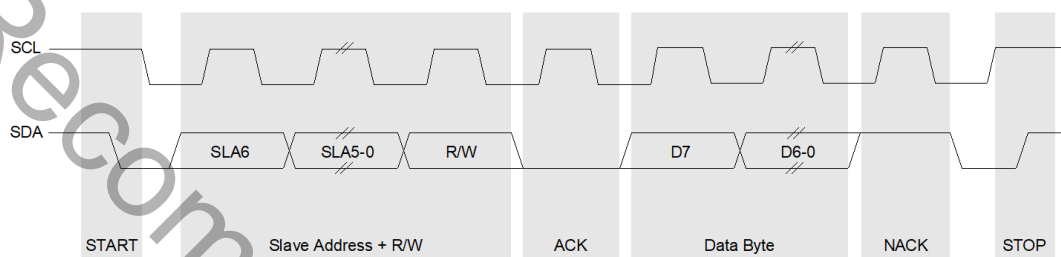 SCL
SDA
SLA6 SLA5-0 R/W D7 D6-0
START Slave Address + R/W ACK Data Byte NACK STOP